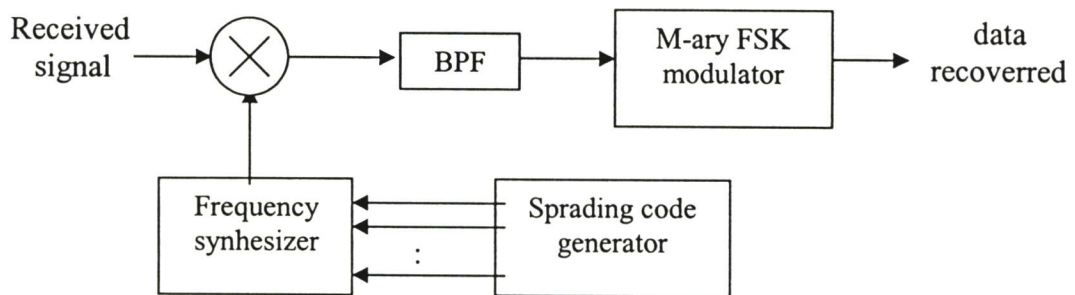 Received
signal
BPF
M-ary FSK
modulator
data
recoverred
Frequency
synhesizer
Sprading code
generator
: